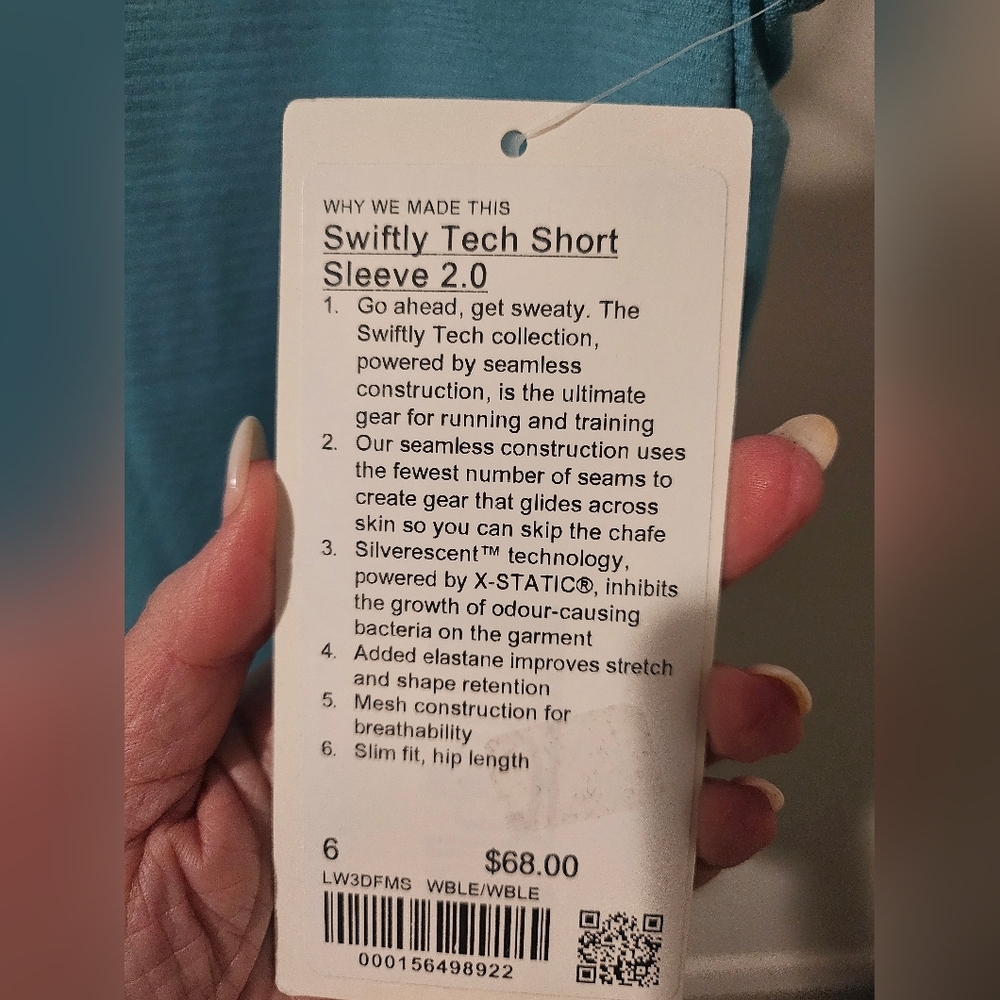 WHY WE MADE THIS
Swiftly Tech Short
Sleeve 2.0
1. Go ahead, get sweaty. The
Swiftly Tech collection,
powered by seamless
construction, is the ultimate
gear for running and training
2. Our seamless construction uses
the fewest number of seams to
create gear that glides across
skin so you can skip the chafe
3. Silverescent™ technology,
powered by X-STATIC®, inhibits
the growth of odour-causing
bacteria on the garment
4. Added elastane improves stretch
and shape retention
5. Mesh construction for
breathability
6. Slim fit, hip length
6 $68.00
LW3DFMS WBLE/WBLE
000156498922